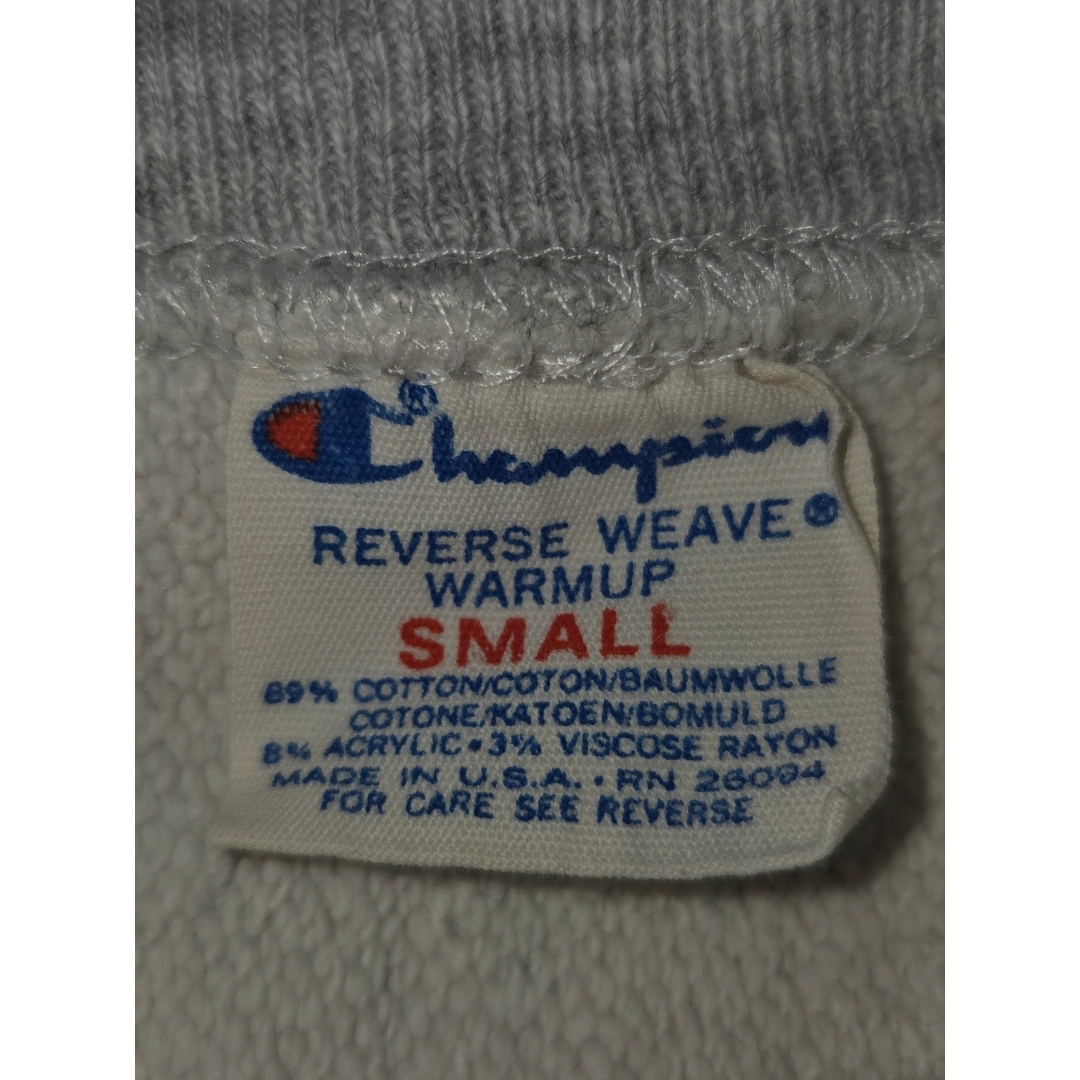 Champion®
REVERSE WEAVE®
WARMUP
SMALL
89% COTTON/COTON/BAUMWOLLE
COTONE/KATOEN/BOMULD
8% ACRYLIC • 3% VISCOSE RAYON
MADE IN U.S.A. • RN 26094
FOR CARE SEE REVERSE